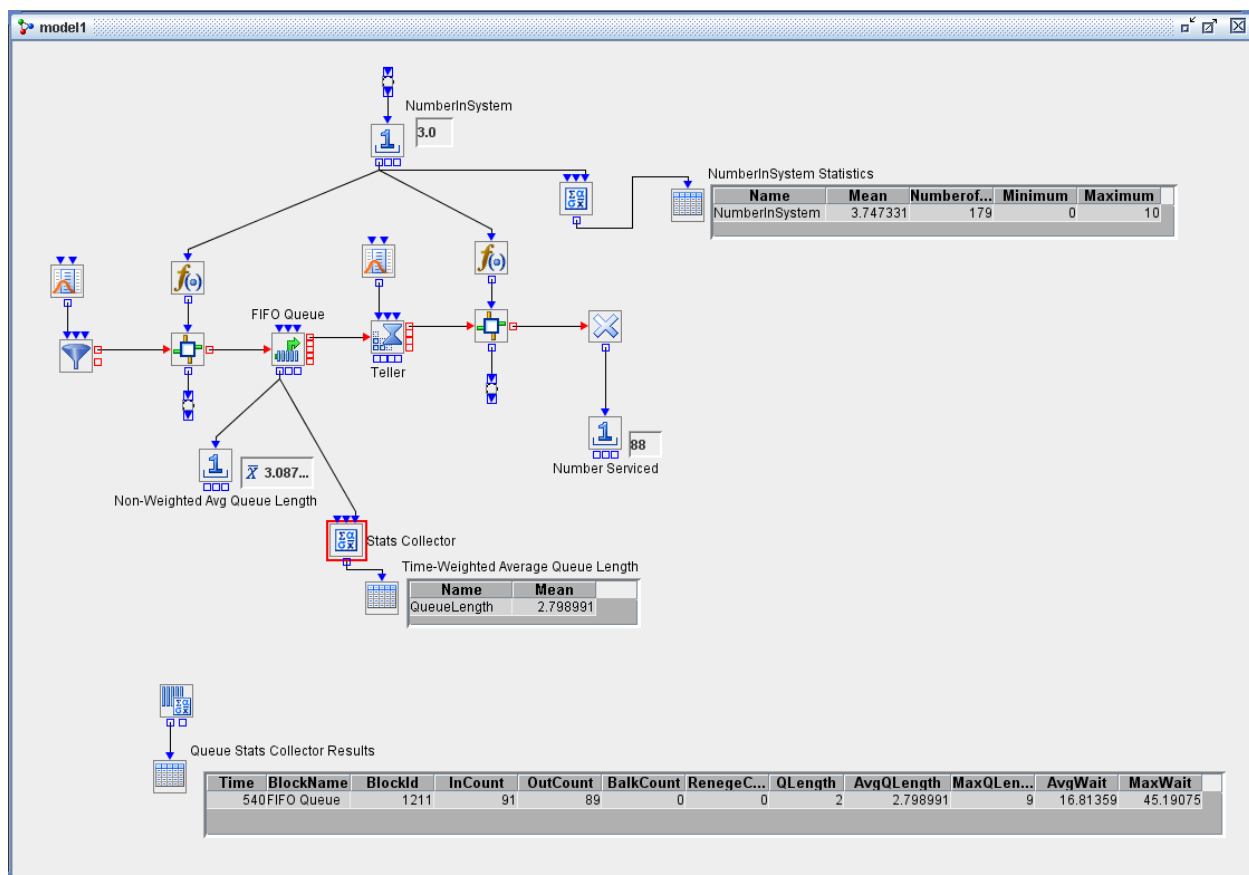 model1
NumberInSystem
3.0
NumberInSystem Statistics
Name Mean Numberof... Minimum Maximum
NumberInSystem 3.747331 179 0 10
FIFO Queue
Teller
88
Number Serviced
X 3.087...
Non-Weighted Avg Queue Length
Stats Collector
Time-Weighted Average Queue Length
Name Mean
QueueLength 2.798991
Queue Stats Collector Results
Time BlockName BlockId InCount OutCount BalkCount RenegeC... QLength AvgQLength MaxQLen... AvgWait MaxWait
540 FIFO Queue 1211 91 89 0 0 2 2.798991 9 16.81359 45.19075